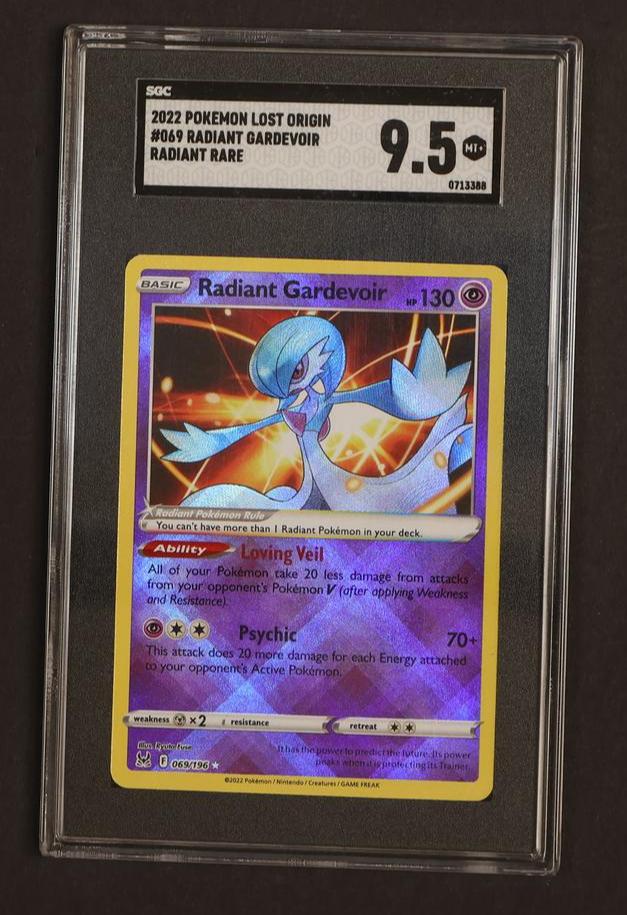 SGC
2022 POKEMON LOST ORIGIN
#069 RADIANT GARDEVOIR
RADIANT RARE
9.5
MT+
0713388
BASIC Radiant Gardevoir HP 130
Radiant Pokémon Rule
You can't have more than 1 Radiant Pokémon in your deck.
Ability Loving Veil
All of your Pokémon take 20 less damage from attacks
from your opponent's Pokémon V (after applying Weakness
and Resistance).
Psychic 70+
This attack does 20 more damage for each Energy attached
to your opponent's Active Pokémon.
weakness ×2 resistance retreat
Illus. Ryuta Fuse
F 069/196
It has the power to predict the future. Its power
peaks when it is protecting its Trainer.
©2022 Pokémon / Nintendo / Creatures / GAME FREAK